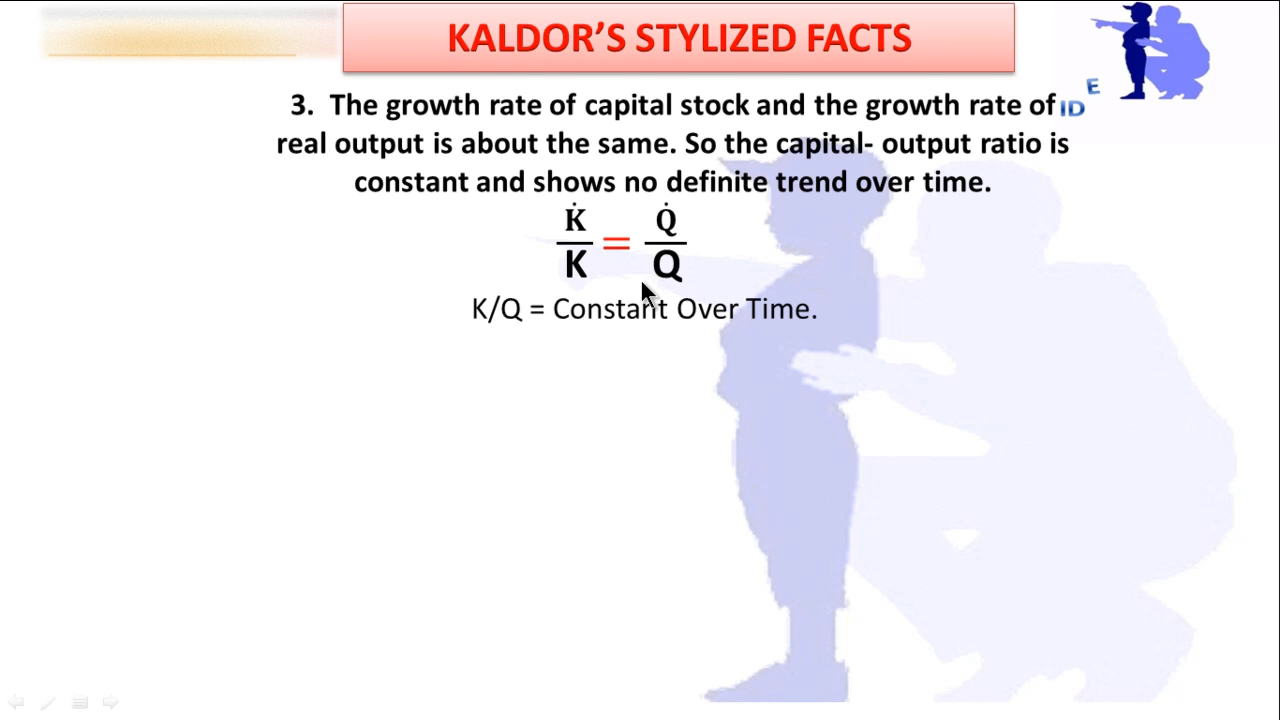 KALDOR'S STYLIZED FACTS
3. The growth rate of capital stock and the growth rate of
real output is about the same. So the capital- output ratio is
constant and shows no definite trend over time.
K̇/K = Q̇/Q
K/Q = Constant Over Time.
IDE